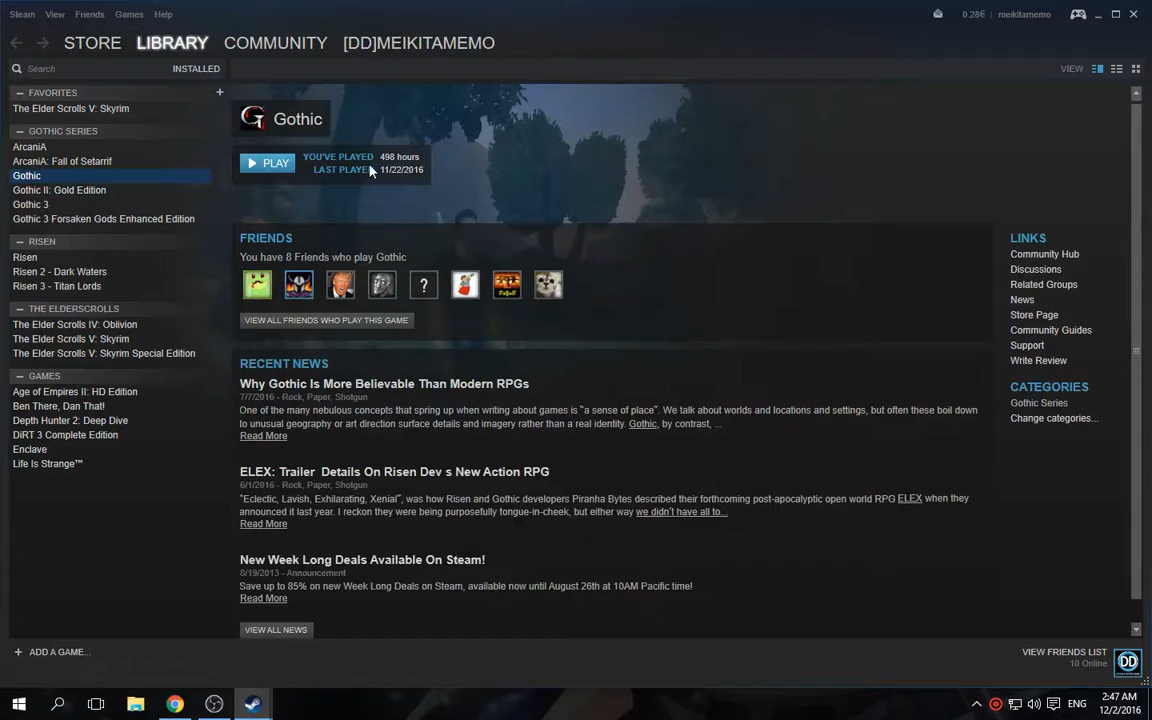 Steam View Friends Games Help
0.28€ meikitamemo
STORE LIBRARY COMMUNITY [DD]MEIKITAMEMO
Search INSTALLED
VIEW
FAVORITES
The Elder Scrolls V: Skyrim
GOTHIC SERIES
ArcaniA
ArcaniA: Fall of Setarrif
Gothic
Gothic II: Gold Edition
Gothic 3
Gothic 3 Forsaken Gods Enhanced Edition
RISEN
Risen
Risen 2 - Dark Waters
Risen 3 - Titan Lords
THE ELDERSCROLLS
The Elder Scrolls IV: Oblivion
The Elder Scrolls V: Skyrim
The Elder Scrolls V: Skyrim Special Edition
GAMES
Age of Empires II: HD Edition
Ben There, Dan That!
Depth Hunter 2: Deep Dive
DiRT 3 Complete Edition
Enclave
Life Is Strange™
Gothic
PLAY
YOU'VE PLAYED 498 hours
LAST PLAYED 11/22/2016
FRIENDS
You have 8 Friends who play Gothic
?
VIEW ALL FRIENDS WHO PLAY THIS GAME
RECENT NEWS
Why Gothic Is More Believable Than Modern RPGs
7/7/2016 - Rock, Paper, Shotgun
One of the many nebulous concepts that spring up when writing about games is "a sense of place". We talk about worlds and locations and settings, but often these boil down
to unusual geography or art direction surface details and imagery rather than a real identity. Gothic, by contrast, ...
Read More
ELEX: Trailer Details On Risen Dev s New Action RPG
6/1/2016 - Rock, Paper, Shotgun
"Eclectic, Lavish, Exhilarating, Xenial", was how Risen and Gothic developers Piranha Bytes described their forthcoming post-apocalyptic open world RPG ELEX when they
announced it last year. I reckon they were being purposefully tongue-in-cheek, but either way we didn't have all to...
Read More
New Week Long Deals Available On Steam!
8/19/2013 - Announcement
Save up to 85% on new Week Long Deals on Steam, available now until August 26th at 10AM Pacific time!
Read More
VIEW ALL NEWS
LINKS
Community Hub
Discussions
Related Groups
News
Store Page
Community Guides
Support
Write Review
CATEGORIES
Gothic Series
Change categories...
ADD A GAME...
VIEW FRIENDS LIST
10 Online
DD
ENG
2:47 AM
12/2/2016